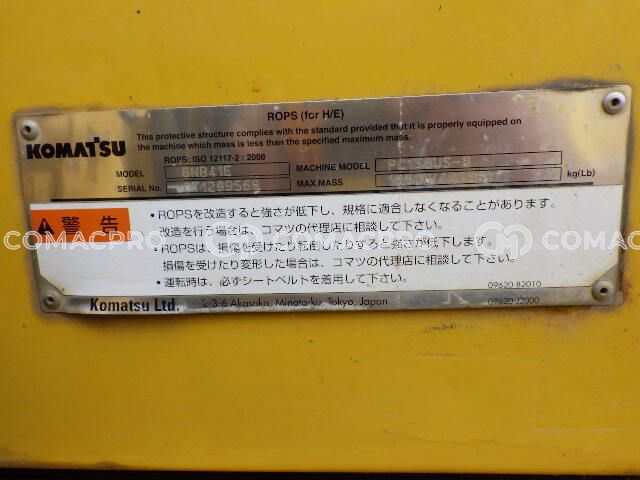 ROPS (for H/E)
KOMATSU
This protective structure complies with the standard provided that it is properly equipped on
the machine which mass is less than the specified maximum mass.
ROPS: ISO 12117-2 : 2008
MODEL 6NB41E MACHINE MODEL PC138US-8
SERIAL No. MAX.MASS kg(Lb)
警告
・ROPSを改造すると強さが低下し、規格に適合しなくなることがあります。
改造を行う場合は、コマツの代理店に相談して下さい。
・ROPSは、損傷を受けたり転倒したりすると強さが低下します。
損傷を受けたり変形した場合は、コマツの代理店に相談して下さい。
・運転時は、必ずシートベルトを着用して下さい。
09620-B2010
Komatsu Ltd. 2-3-6 Akasaka, Minato-ku, Tokyo, Japan 09620-J2000
COMACPRO COMACPRO COMACPRO